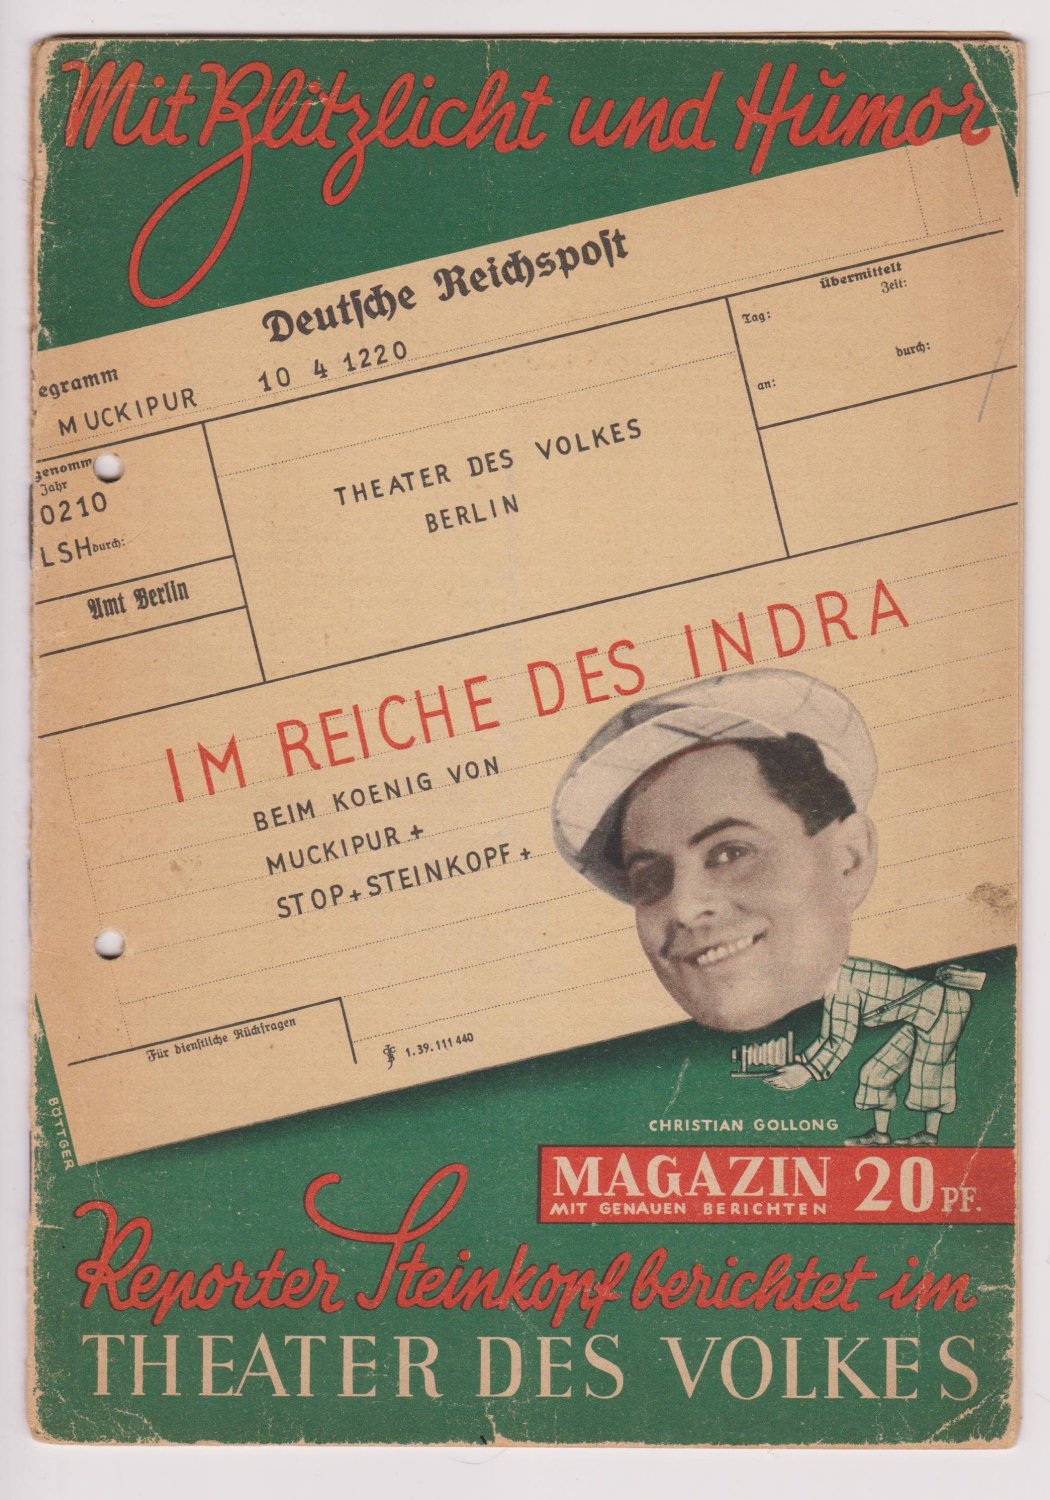 Mit Blitzlicht und Humor
Deutsche Reichspost
egramm
MUCKIPUR 10 4 1220
übermittelt
Tag: Zeit:
an: durch:
genomm
Jahr
0210
LSH durch:
Amt Berlin
THEATER DES VOLKES
BERLIN
IM REICHE DES INDRA
BEIM KOENIG VON
MUCKIPUR +
STOP + STEINKOPF +
Für dienstliche Rückfragen
1.39.111 440
BÖTTGER
CHRISTIAN GOLLONG
MAGAZIN 20 PF.
MIT GENAUEN BERICHTEN
Reporter Steinkopf berichtet im
THEATER DES VOLKES